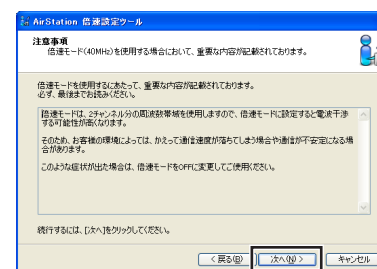 AirStation 倍速設定ツール
注意事項
倍速モード(40MHz)を使用する場合において、重要な内容が記載されております。
倍速モードを使用するにあたって、重要な内容が記載されております。
必ず、最後までお読みください。
倍速モードは、2チャンネル分の周波数帯域を使用しますので、倍速モードに設定すると電波干渉
する可能性が高くなります。
そのため、お客様の環境によっては、かえって通信速度が落ちてしまう場合や通信が不安定になる場
合があります。
このような症状が出た場合は、倍速モードをOFFに変更してご使用ください。
続行するには、[次へ]をクリックしてください。
< 戻る(B) 次へ(N) > キャンセル